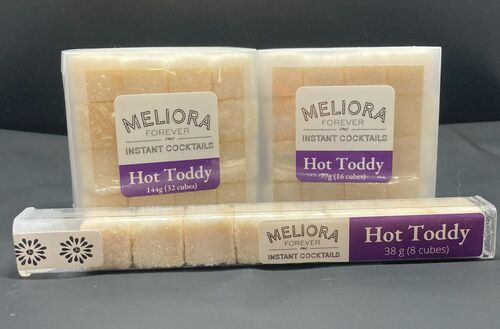 MELIORA
FOREVER
INSTANT COCKTAILS
Hot Toddy
144g (32 cubes)
MELIORA
FOREVER
INSTANT COCKTAILS
Hot Toddy
77g (16 cubes)
MELIORA
FOREVER
INSTANT COCKTAILS
Hot Toddy
38 g (8 cubes)